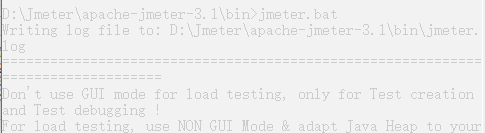 D:\Jmeter\apache-jmeter-3.1\bin>jmeter.bat
Writing log file to: D:\Jmeter\apache-jmeter-3.1\bin\jmeter.
log
================================================================================
====================
Don't use GUI mode for load testing, only for Test creation
and Test debugging !
For load testing, use NON GUI Mode & adapt Java Heap to your